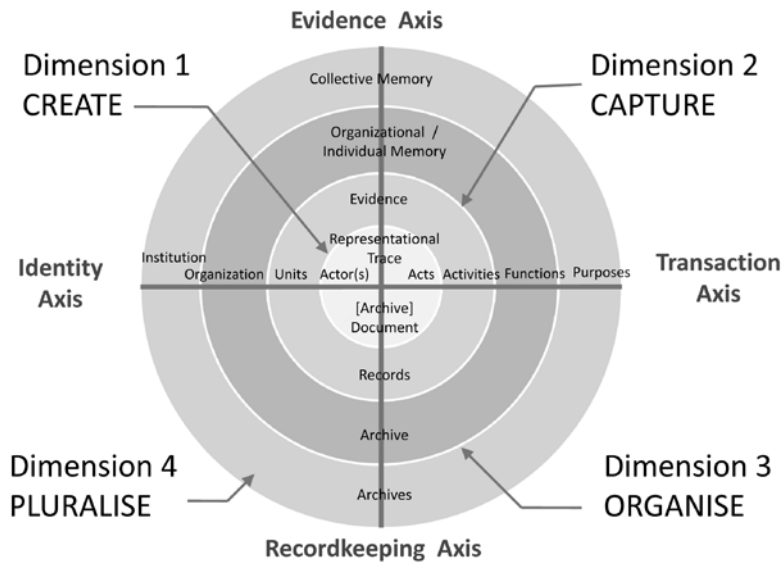 Evidence Axis
Dimension 1
CREATE
Dimension 2
CAPTURE
Collective Memory
Organizational /
Individual Memory
Evidence
Representational
Trace
Identity
Axis
Institution
Organization
Units
Actor(s)
Acts
Activities
Functions
Purposes
Transaction
Axis
[Archive]
Document
Records
Archive
Archives
Dimension 4
PLURALISE
Dimension 3
ORGANISE
Recordkeeping Axis